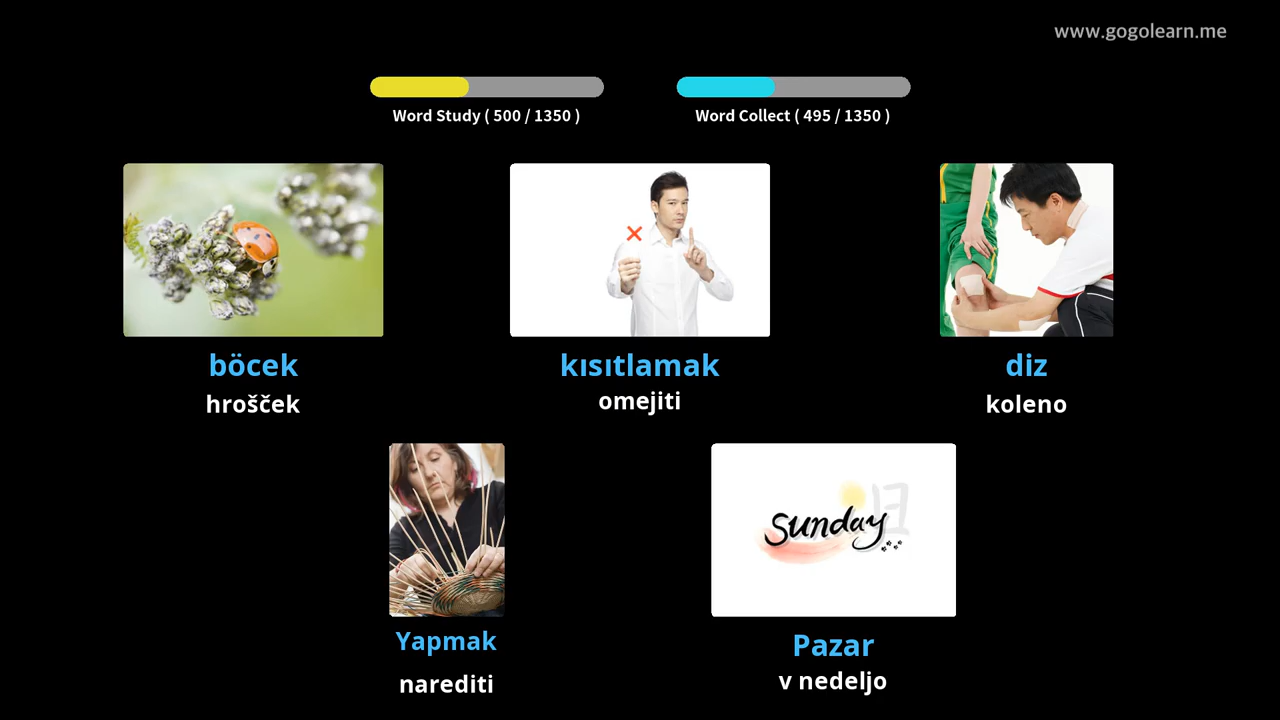 www.gogolearn.me
Word Study ( 500 / 1350 )
Word Collect ( 495 / 1350 )
böcek
hrošček
kısıtlamak
omejiti
diz
koleno
Yapmak
narediti
Sunday
Pazar
v nedeljo